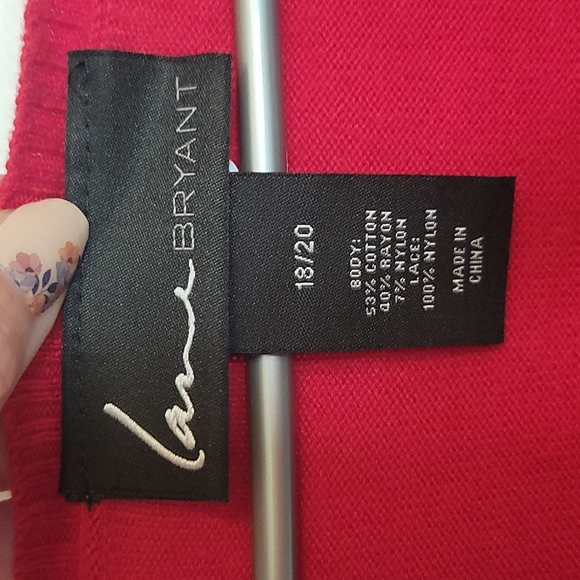 Lane BRYANT
18/20
BODY:
53% COTTON
40% RAYON
7% NYLON
LACE:
100% NYLON
MADE IN
CHINA